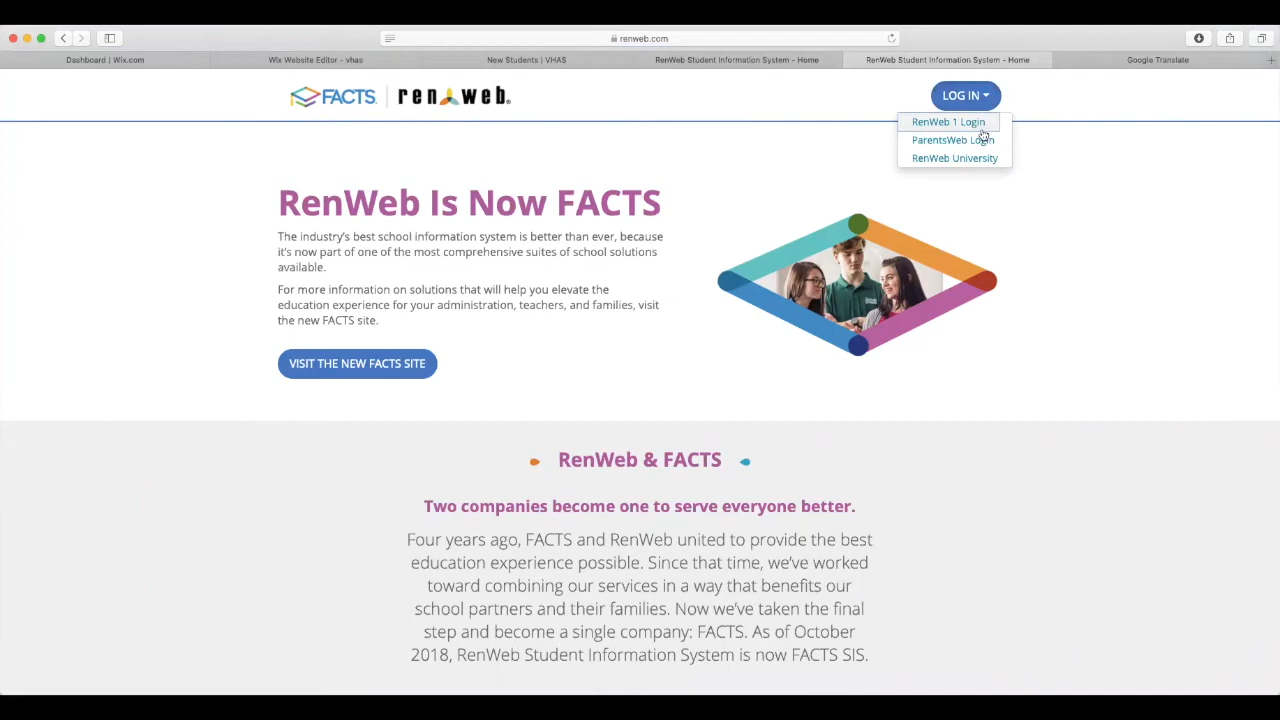 renweb.com
Dashboard | Wix.com
Wix Website Editor - vhas
New Students | VHAS
RenWeb Student Information System - Home
RenWeb Student Information System - Home
Google Translate
FACTS
renweb.
LOG IN
RenWeb 1 Login
ParentsWeb Login
RenWeb University
RenWeb Is Now FACTS
The industry's best school information system is better than ever, because
it's now part of one of the most comprehensive suites of school solutions
available.
For more information on solutions that will help you elevate the
education experience for your administration, teachers, and families, visit
the new FACTS site.
VISIT THE NEW FACTS SITE
RenWeb & FACTS
Two companies become one to serve everyone better.
Four years ago, FACTS and RenWeb united to provide the best
education experience possible. Since that time, we've worked
toward combining our services in a way that benefits our
school partners and their families. Now we've taken the final
step and become a single company: FACTS. As of October
2018, RenWeb Student Information System is now FACTS SIS.